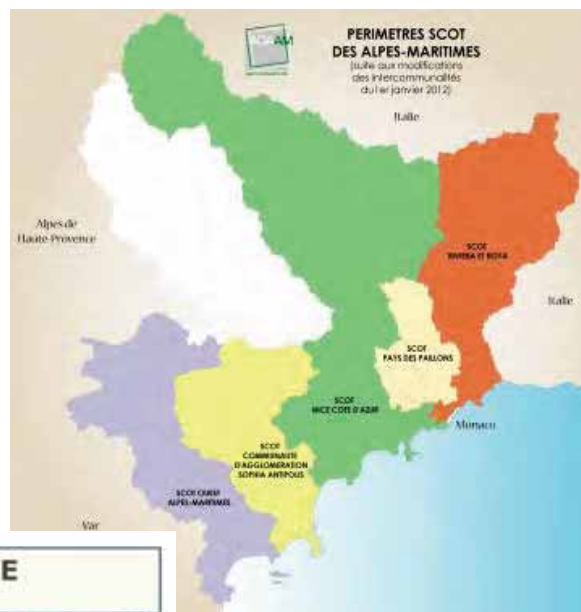 PERIMETRES SCOT
DES ALPES-MARITIMES
(suite aux modifications
des intercommunalités
du 1er janvier 2012)
Italie
Alpes de
Haute-Provence
SCOT
RIVIERA ET ROYA
Italie
SCOT
PAYS DES PAILLONS
SCOT
NICE COTE D'AZUR
Monaco
SCOT
COMMUNAUTE
D'AGGLOMERATION
SOPHIA ANTIPOLIS
SCOT OUEST
ALPES-MARITIMES
Var
E